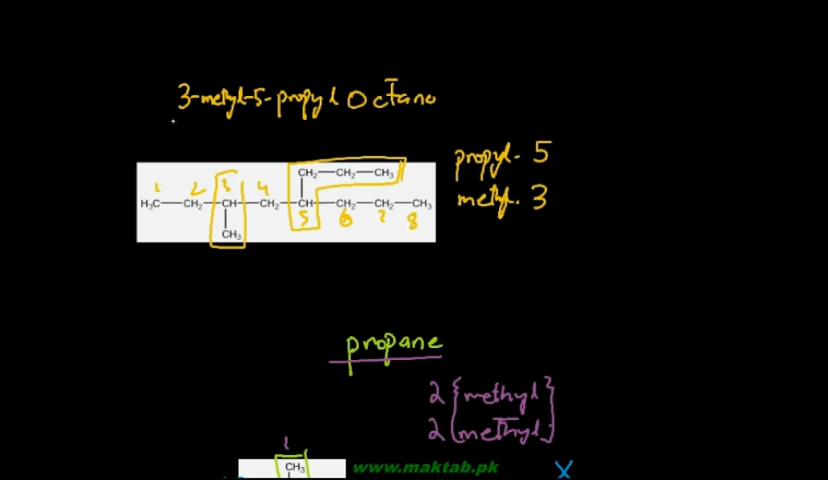 3-methyl-5-propyl Octane
propyl- 5
methyl- 3
CH₂—CH₂—CH₃
1 2 3 4
H₃C—CH₂—CH—CH₂—CH—CH₂—CH₂—CH₃
5 6 7 8
CH₃
propane
2 {methyl}
2 {methyl}
1
CH₃
www.maktab.pk
X